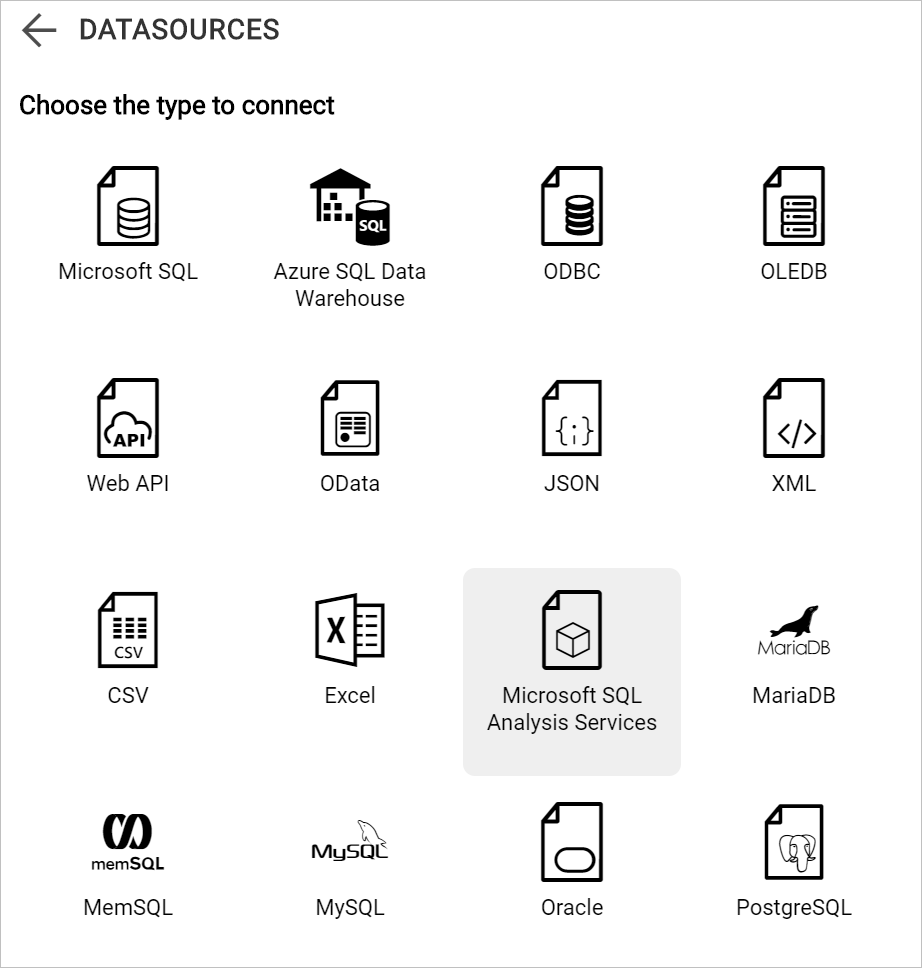 DATASOURCES
Choose the type to connect
SQL
Microsoft SQL
Azure SQL Data
Warehouse
ODBC
OLEDB
API
Web API
OData
{;}
JSON
</>
XML
CSV
CSV
X
Excel
Microsoft SQL
Analysis Services
MariaDB
MariaDB
memSQL
MemSQL
MySQL
MySQL
Oracle
PostgreSQL